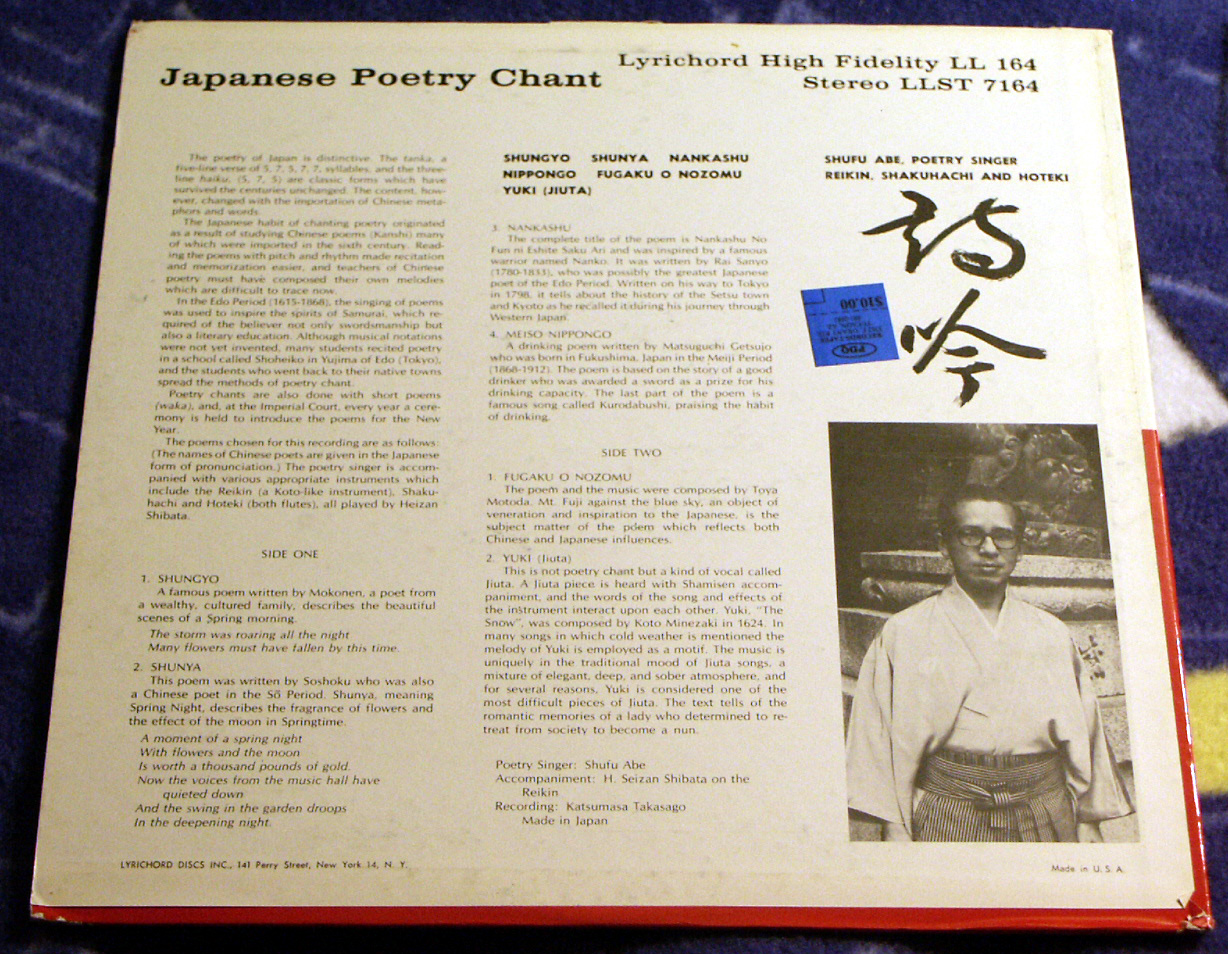 Japanese Poetry Chant
Lyrichord High Fidelity LL 164
Stereo LLST 7164
The poetry of Japan is distinctive. The tanka, a
five-line verse of 5, 7, 5, 7, 7, syllables, and the three-
line haiku, (5, 7, 5) are classic forms which have
survived the centuries unchanged. The content, how-
ever, changed with the importation of Chinese meta-
phors and words.
The Japanese habit of chanting poetry originated
as a result of studying Chinese poems (Kanshi) many
of which were imported in the sixth century. Read-
ing the poems with pitch and rhythm made recitation
and memorization easier, and teachers of Chinese
poetry must have composed their own melodies
which are difficult to trace now.
In the Edo Period (1615-1868), the singing of poems
was used to inspire the spirits of Samurai, which re-
quired of the believer not only swordsmanship but
also a literary education. Although musical notations
were not yet invented, many students recited poetry
in a school called Shoheiko in Yujima of Edo (Tokyo),
and the students who went back to their native towns
spread the methods of poetry chant.
Poetry chants are also done with short poems
(waka), and, at the Imperial Court, every year a cere-
mony is held to introduce the poems for the New
Year.
The poems chosen for this recording are as follows:
(The names of Chinese poets are given in the Japanese
form of pronunciation.) The poetry singer is accom-
panied with various appropriate instruments which
include the Reikin (a Koto-like instrument), Shaku-
hachi and Hoteki (both flutes), all played by Heizan
Shibata.
SIDE ONE
1. SHUNGYO
A famous poem written by Mokonen, a poet from
a wealthy, cultured family, describes the beautiful
scenes of a Spring morning.
The storm was roaring all the night
Many flowers must have fallen by this time.
2. SHUNYA
This poem was written by Soshoku who was also
a Chinese poet in the Sō Period. Shunya, meaning
Spring Night, describes the fragrance of flowers and
the effect of the moon in Springtime.
A moment of a spring night
With flowers and the moon
Is worth a thousand pounds of gold.
Now the voices from the music hall have
quieted down
And the swing in the garden droops
In the deepening night.
SHUNGYO SHUNYA NANKASHU
NIPPONGO FUGAKU O NOZOMU
YUKI (JIUTA)
3. NANKASHU
The complete title of the poem is Nankashu No
Fun ni Eshite Saku Ari and was inspired by a famous
warrior named Nanko. It was written by Rai Sanyo
(1780-1833), who was possibly the greatest Japanese
poet of the Edo Period. Written on his way to Tokyo
in 1798, it tells about the history of the Setsu town
and Kyoto as he recalled it during his journey through
Western Japan.
4. MEISO NIPPONGO
A drinking poem written by Matsuguchi Getsujo
who was born in Fukushima, Japan in the Meiji Period
(1868-1912). The poem is based on the story of a good
drinker who was awarded a sword as a prize for his
drinking capacity. The last part of the poem is a
famous song called Kurodabushi, praising the habit
of drinking.
SIDE TWO
1. FUGAKU O NOZOMU
The poem and the music were composed by Toya
Motoda. Mt. Fuji against the blue sky, an object of
veneration and inspiration to the Japanese, is the
subject matter of the poem which reflects both
Chinese and Japanese influences.
2. YUKI (Jiuta)
This is not poetry chant but a kind of vocal called
Jiuta. A Jiuta piece is heard with Shamisen accom-
paniment, and the words of the song and effects of
the instrument interact upon each other. Yuki, "The
Snow", was composed by Koto Minezaki in 1624. In
many songs in which cold weather is mentioned the
melody of Yuki is employed as a motif. The music is
uniquely in the traditional mood of Jiuta songs, a
mixture of elegant, deep, and sober atmosphere, and
for several reasons, Yuki is considered one of the
most difficult pieces of Jiuta. The text tells of the
romantic memories of a lady who determined to re-
treat from society to become a nun.
Poetry Singer: Shufu Abe
Accompaniment: H. Seizan Shibata on the
Reikin
Recording: Katsumasa Takasago
Made in Japan
SHUFU ABE, POETRY SINGER
REIKIN, SHAKUHACHI AND HOTEKI
詩
吟
$10.00
PDQ
LYRICHORD DISCS INC., 141 Perry Street, New York 14, N. Y.
Made in U. S. A.